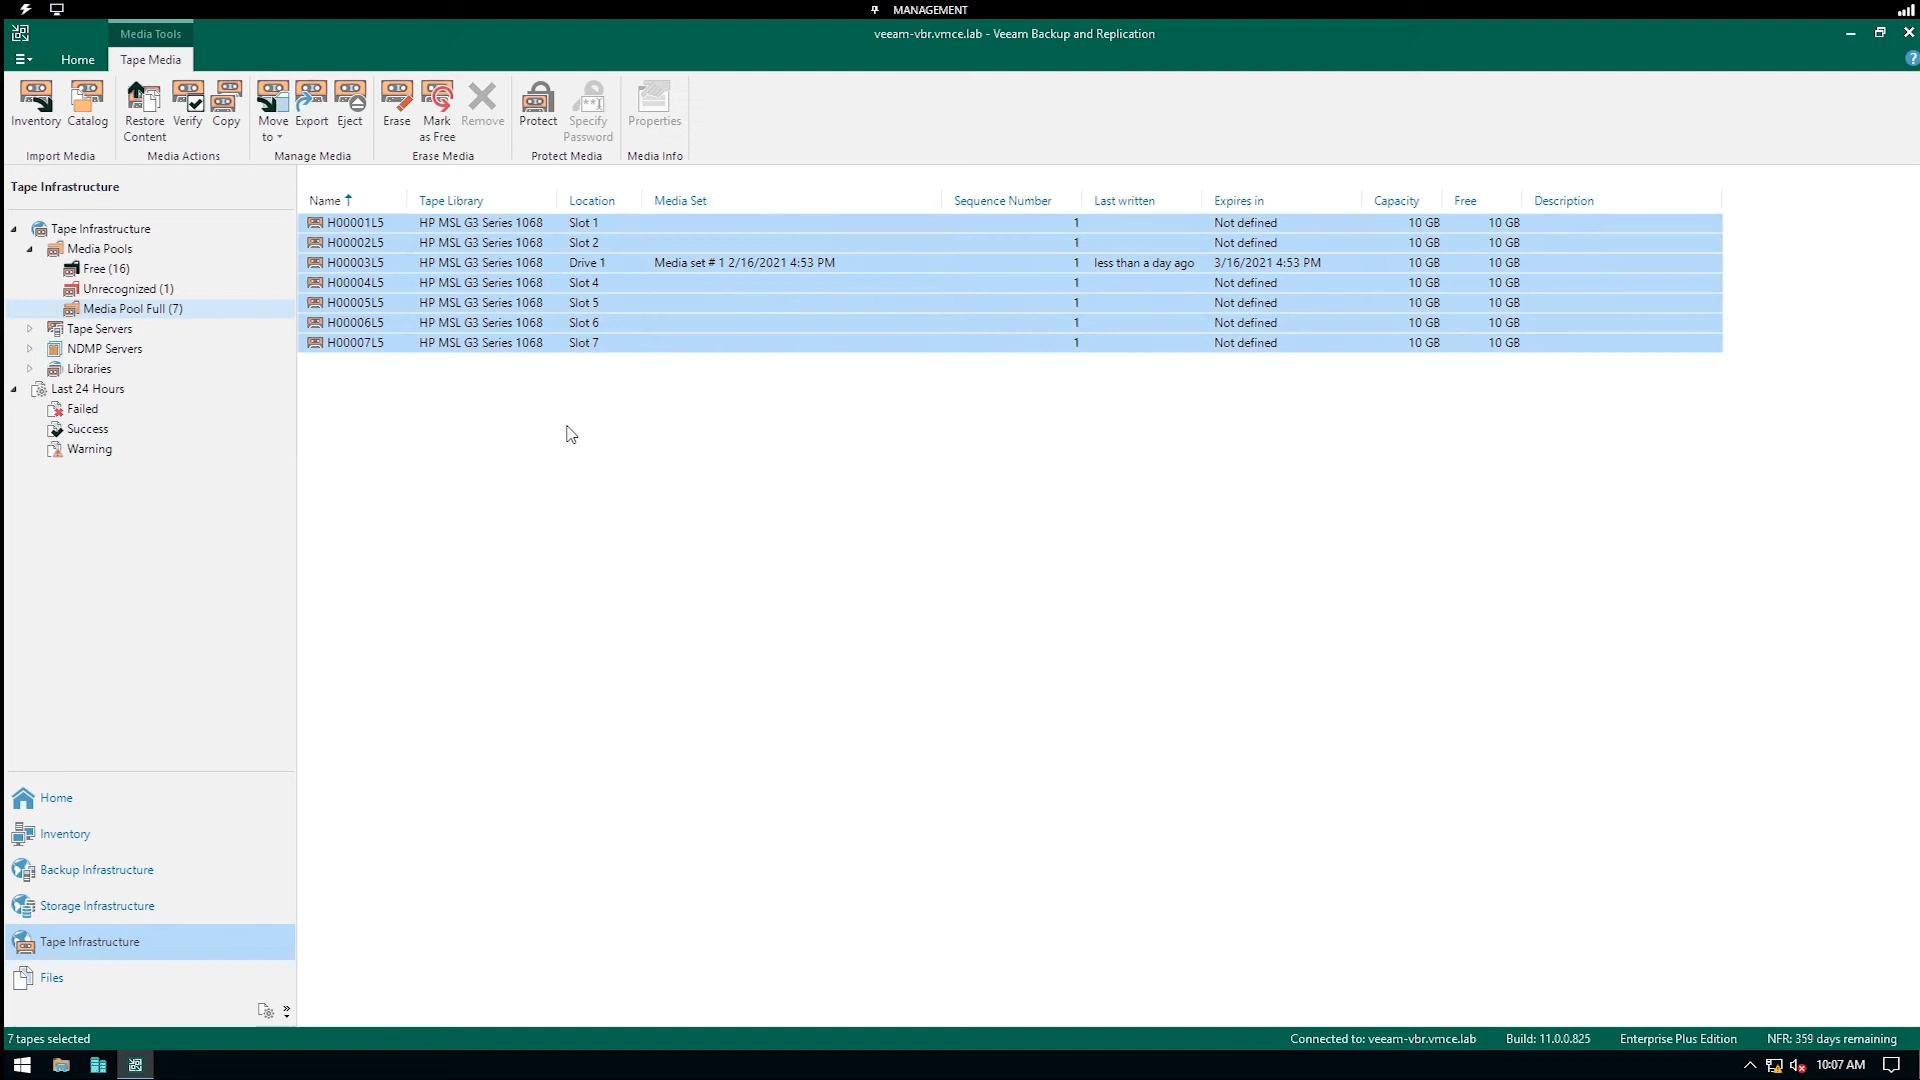 MANAGEMENT
Media Tools
veeam-vbr.vmce.lab - Veeam Backup and Replication
Home Tape Media
Inventory Catalog Restore Content Verify Copy Move to Export Eject Erase Mark as Free Remove Protect Specify Password Properties
Import Media Media Actions Manage Media Erase Media Protect Media Media Info
Tape Infrastructure
Tape Infrastructure
Media Pools
Free (16)
Unrecognized (1)
Media Pool Full (7)
Tape Servers
NDMP Servers
Libraries
Last 24 Hours
Failed
Success
Warning
Name Tape Library Location Media Set Sequence Number Last written Expires in Capacity Free Description
H00001L5 HP MSL G3 Series 1068 Slot 1 1 Not defined 10 GB 10 GB
H00002L5 HP MSL G3 Series 1068 Slot 2 1 Not defined 10 GB 10 GB
H00003L5 HP MSL G3 Series 1068 Drive 1 Media set # 1 2/16/2021 4:53 PM 1 less than a day ago 3/16/2021 4:53 PM 10 GB 10 GB
H00004L5 HP MSL G3 Series 1068 Slot 4 1 Not defined 10 GB 10 GB
H00005L5 HP MSL G3 Series 1068 Slot 5 1 Not defined 10 GB 10 GB
H00006L5 HP MSL G3 Series 1068 Slot 6 1 Not defined 10 GB 10 GB
H00007L5 HP MSL G3 Series 1068 Slot 7 1 Not defined 10 GB 10 GB
Home
Inventory
Backup Infrastructure
Storage Infrastructure
Tape Infrastructure
Files
7 tapes selected Connected to: veeam-vbr.vmce.lab Build: 11.0.0.825 Enterprise Plus Edition NFR: 359 days remaining
10:07 AM